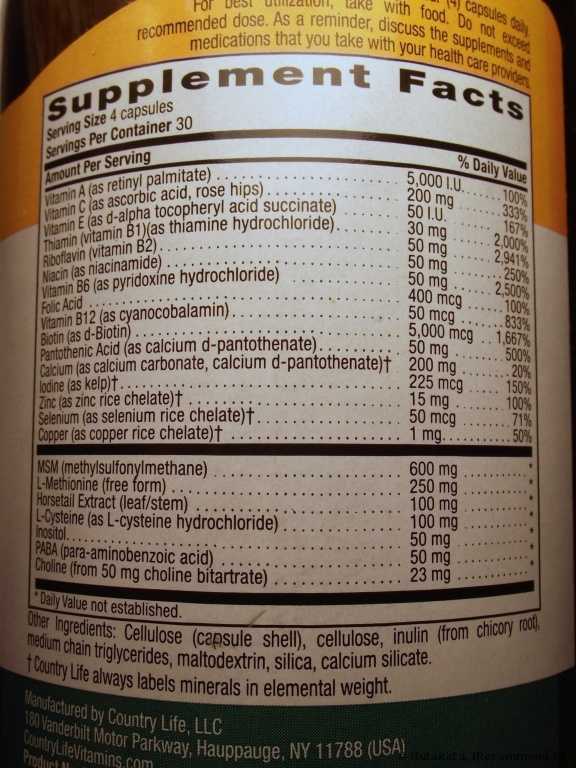 For best utilization, take with food. Do not exceed
recommended dose. As a reminder, discuss the supplements and
medications that you take with your health care providers.
Supplement Facts
Serving Size 4 capsules
Servings Per Container 30
Amount Per Serving % Daily Value
Vitamin A (as retinyl palmitate) 5,000 I.U. 100%
Vitamin C (as ascorbic acid, rose hips) 200 mg 333%
Vitamin E (as d-alpha tocopheryl acid succinate) 50 I.U. 167%
Thiamin (vitamin B1)(as thiamine hydrochloride) 30 mg 2,000%
Riboflavin (vitamin B2) 50 mg 2,941%
Niacin (as niacinamide) 50 mg 250%
Vitamin B6 (as pyridoxine hydrochloride) 50 mg 2,500%
Folic Acid 400 mcg 100%
Vitamin B12 (as cyanocobalamin) 50 mcg 833%
Biotin (as d-Biotin) 5,000 mcg 1,667%
Pantothenic Acid (as calcium d-pantothenate) 50 mg 500%
Calcium (as calcium carbonate, calcium d-pantothenate)† 200 mg 20%
Iodine (as kelp)† 225 mcg 150%
Zinc (as zinc rice chelate)† 15 mg 100%
Selenium (as selenium rice chelate)† 50 mcg 71%
Copper (as copper rice chelate)† 1 mg 50%
MSM (methylsulfonylmethane) 600 mg *
L-Methionine (free form) 250 mg *
Horsetail Extract (leaf/stem) 100 mg *
L-Cysteine (as L-cysteine hydrochloride) 100 mg *
Inositol 50 mg *
PABA (para-aminobenzoic acid) 50 mg *
Choline (from 50 mg choline bitartrate) 23 mg *
* Daily Value not established.
Other Ingredients: Cellulose (capsule shell), cellulose, inulin (from chicory root),
medium chain triglycerides, maltodextrin, silica, calcium silicate.
† Country Life always labels minerals in elemental weight.
Manufactured by Country Life, LLC
180 Vanderbilt Motor Parkway, Hauppauge, NY 11788 (USA)
CountryLifeVitamins.com